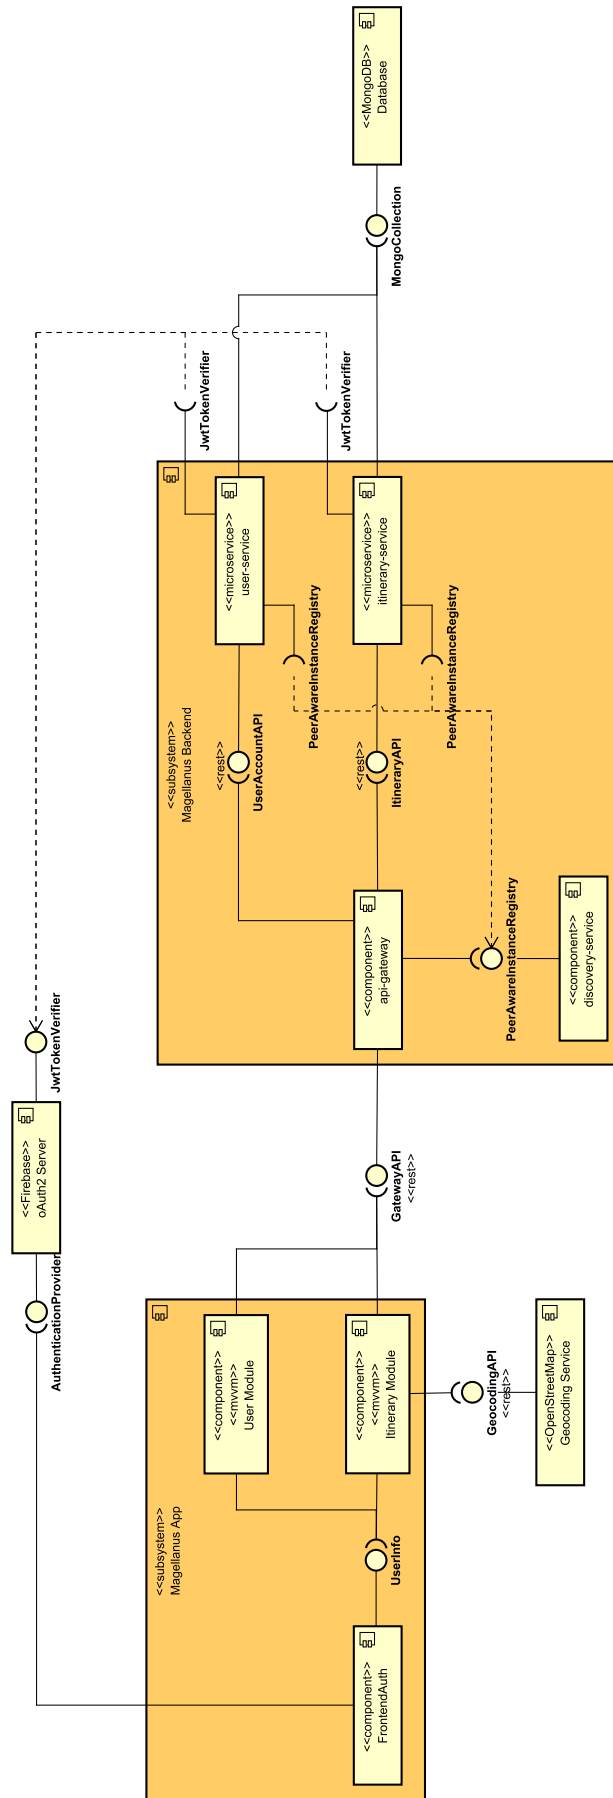 <<Firebase>>
oAuth2 Server
AuthenticationProvider
JwtTokenVerifier
<<subsystem>>
Magellanus App
<<component>>
<<mvvm>>
User Module
<<component>>
FrontendAuth
UserInfo
<<component>>
<<mvvm>>
Itinerary Module
GeocodingAPI
<<rest>>
<<OpenStreetMap>>
Geocoding Service
GatewayAPI
<<rest>>
<<subsystem>>
Magellanus Backend
<<rest>>
UserAccountAPI
<<microservice>>
user-service
JwtTokenVerifier
PeerAwareInstanceRegistry
<<component>>
api-gateway
<<rest>>
ItineraryAPI
<<microservice>>
itinerary-service
JwtTokenVerifier
PeerAwareInstanceRegistry
PeerAwareInstanceRegistry
<<component>>
discovery-service
MongoCollection
<<MongoDB>>
Database